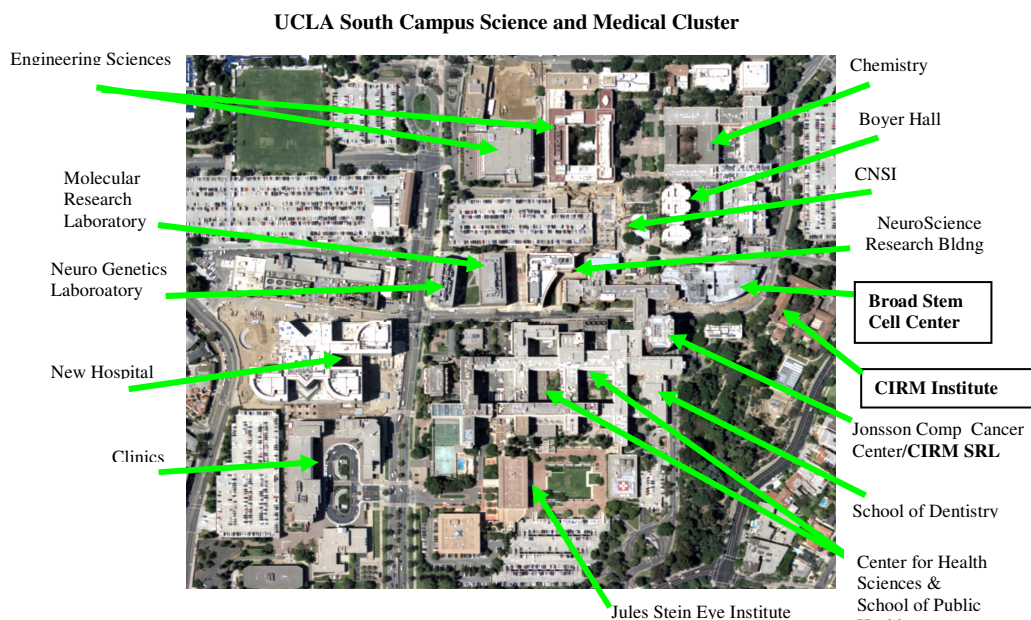 UCLA South Campus Science and Medical Cluster
Engineering Sciences
Chemistry
Boyer Hall
CNSI
NeuroScience
Research Bldng
Broad Stem
Cell Center
CIRM Institute
Jonsson Comp Cancer
Center/CIRM SRL
School of Dentistry
Center for Health
Sciences &
School of Public
Molecular
Research
Laboratory
Neuro Genetics
Laboroatory
New Hospital
Clinics
Jules Stein Eye Institute